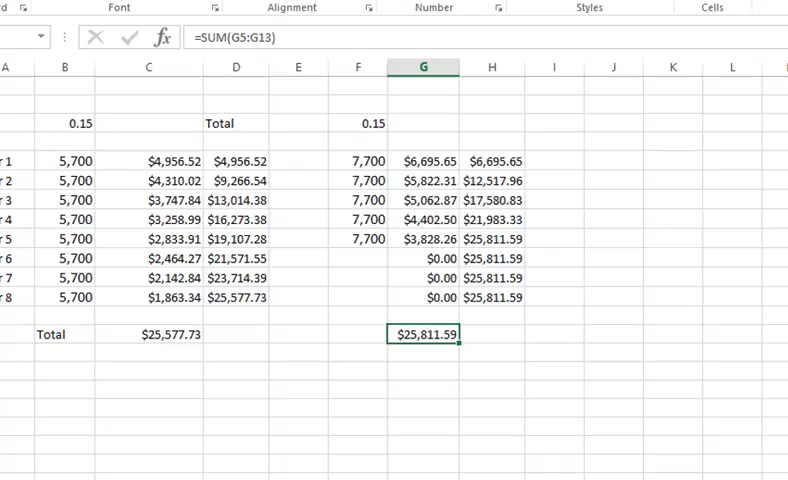 rd Font Alignment Number Styles Cells
fx =SUM(G5:G13)
A B C D E F G H I J K L
0.15 Total 0.15
r 1 5,700 $4,956.52 $4,956.52 7,700 $6,695.65 $6,695.65
r 2 5,700 $4,310.02 $9,266.54 7,700 $5,822.31 $12,517.96
r 3 5,700 $3,747.84 $13,014.38 7,700 $5,062.87 $17,580.83
r 4 5,700 $3,258.99 $16,273.38 7,700 $4,402.50 $21,983.33
r 5 5,700 $2,833.91 $19,107.28 7,700 $3,828.26 $25,811.59
r 6 5,700 $2,464.27 $21,571.55 $0.00 $25,811.59
r 7 5,700 $2,142.84 $23,714.39 $0.00 $25,811.59
r 8 5,700 $1,863.34 $25,577.73 $0.00 $25,811.59
Total $25,577.73 $25,811.59